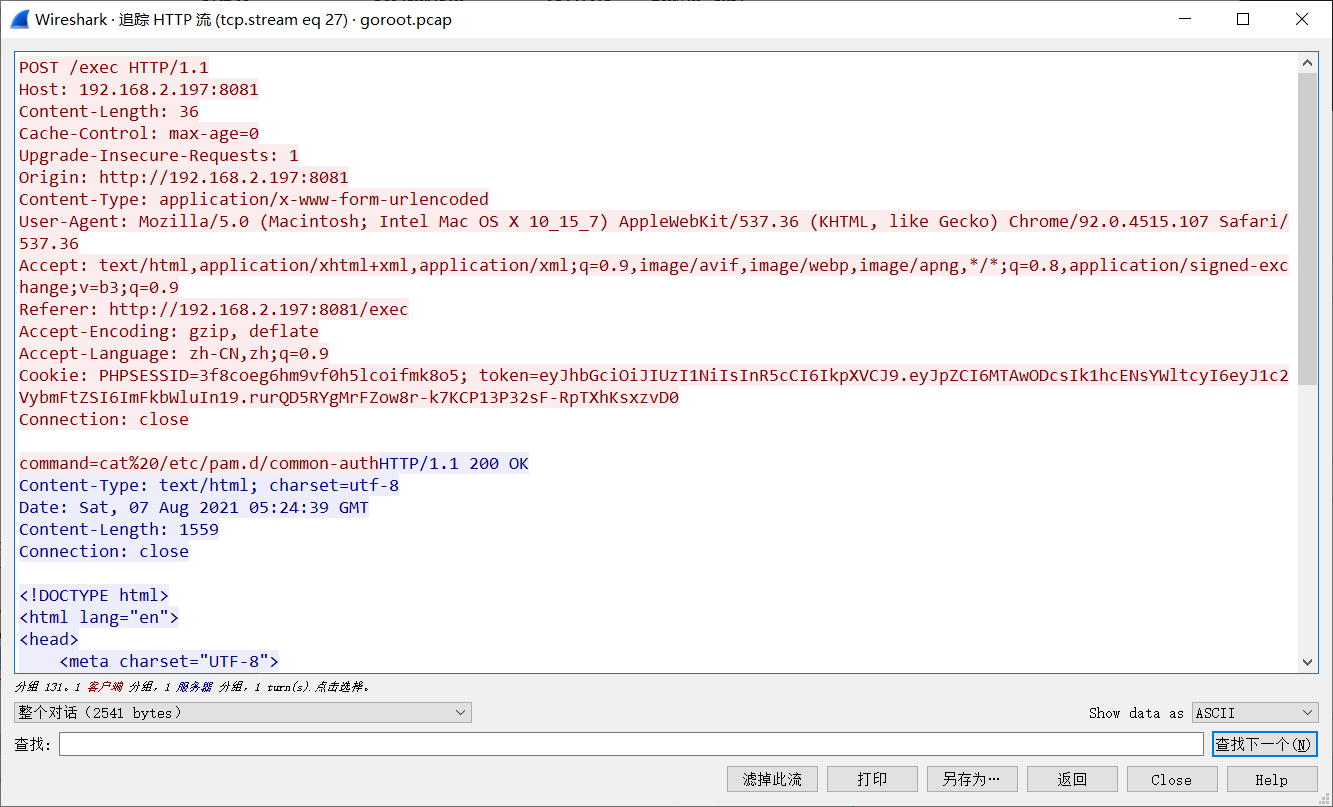 Wireshark · 追踪 HTTP 流 (tcp.stream eq 27) · goroot.pcap
POST /exec HTTP/1.1
Host: 192.168.2.197:8081
Content-Length: 36
Cache-Control: max-age=0
Upgrade-Insecure-Requests: 1
Origin: http://192.168.2.197:8081
Content-Type: application/x-www-form-urlencoded
User-Agent: Mozilla/5.0 (Macintosh; Intel Mac OS X 10_15_7) AppleWebKit/537.36 (KHTML, like Gecko) Chrome/92.0.4515.107 Safari/
537.36
Accept: text/html,application/xhtml+xml,application/xml;q=0.9,image/avif,image/webp,image/apng,*/*;q=0.8,application/signed-exc
hange;v=b3;q=0.9
Referer: http://192.168.2.197:8081/exec
Accept-Encoding: gzip, deflate
Accept-Language: zh-CN,zh;q=0.9
Cookie: PHPSESSID=3f8coeg6hm9vf0h5lcoifmk8o5; token=eyJhbGciOiJIUzI1NiIsInR5cCI6IkpXVCJ9.eyJpZCI6MTAwODcsIk1hcENsYWltcyI6eyJ1c2
VybmFtZSI6ImFkbWluIn19.rurQD5RYgMrFZow8r-k7KCP13P32sF-RpTXhKsxzvD0
Connection: close
command=cat%20/etc/pam.d/common-authHTTP/1.1 200 OK
Content-Type: text/html; charset=utf-8
Date: Sat, 07 Aug 2021 05:24:39 GMT
Content-Length: 1559
Connection: close
<!DOCTYPE html>
<html lang="en">
<head>
    <meta charset="UTF-8">
分组 131。1 客户端 分组，1 服务器 分组，1 turn(s). 点击选择。
整个对话（2541 bytes）
Show data as ASCII
查找:
查找下一个(N)
滤掉此流
打印
另存为…
返回
Close
Help